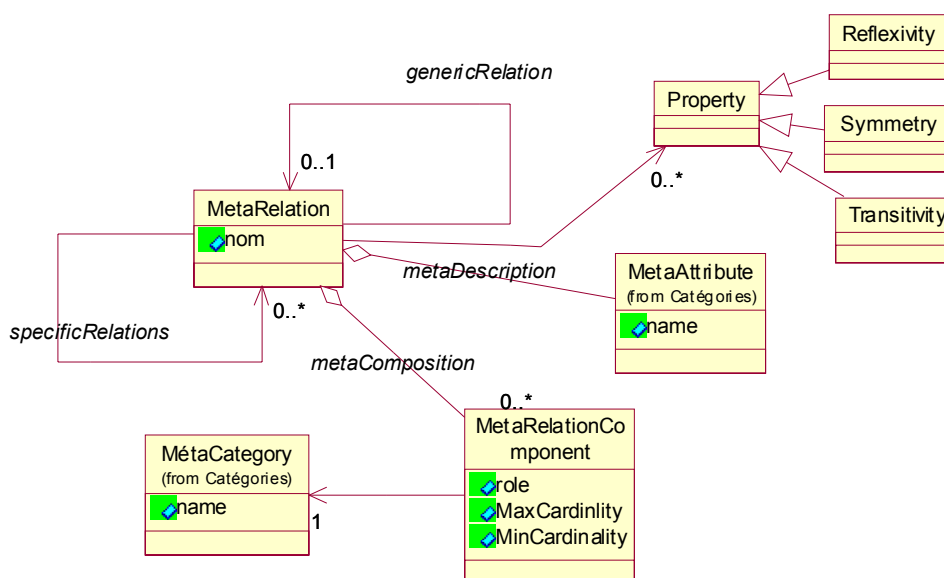 Reflexivity
genericRelation
Property
Symmetry
0..1
0..*
MetaRelation
nom
Transitivity
metaDescription
MetaAttribute
(from Catégories)
name
0..*
specificRelations
metaComposition
0..*
MetaRelationCo
mponent
role
MaxCardinlity
MinCardinality
MétaCategory
(from Catégories)
name
1